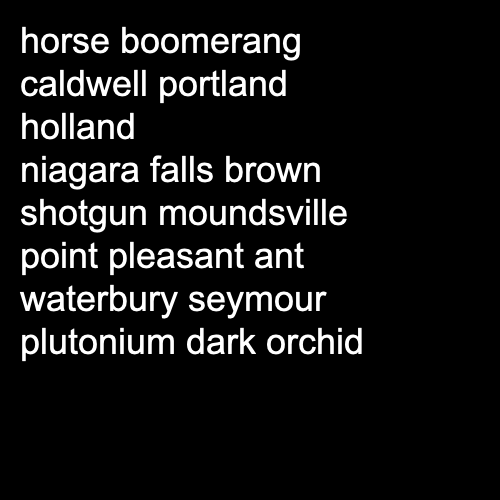 horse boomerang
caldwell portland
holland
niagara falls brown
shotgun moundsville
point pleasant ant
waterbury seymour
plutonium dark orchid